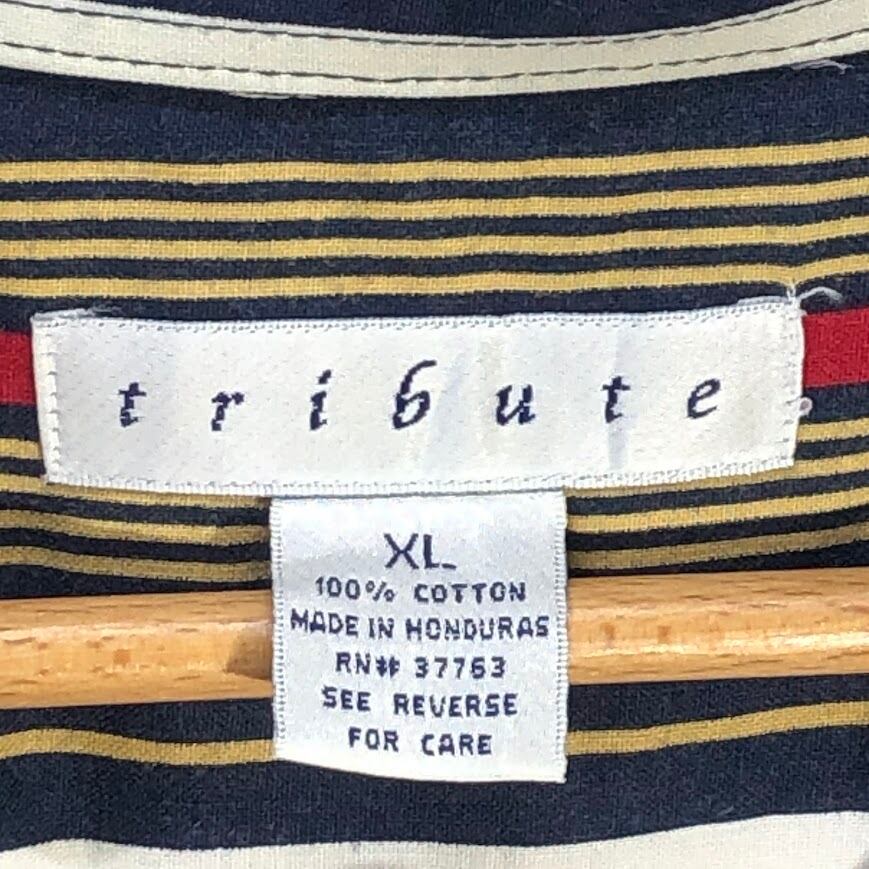 tribute
XL
100% COTTON
MADE IN HONDURAS
RN# 37763
SEE REVERSE
FOR CARE